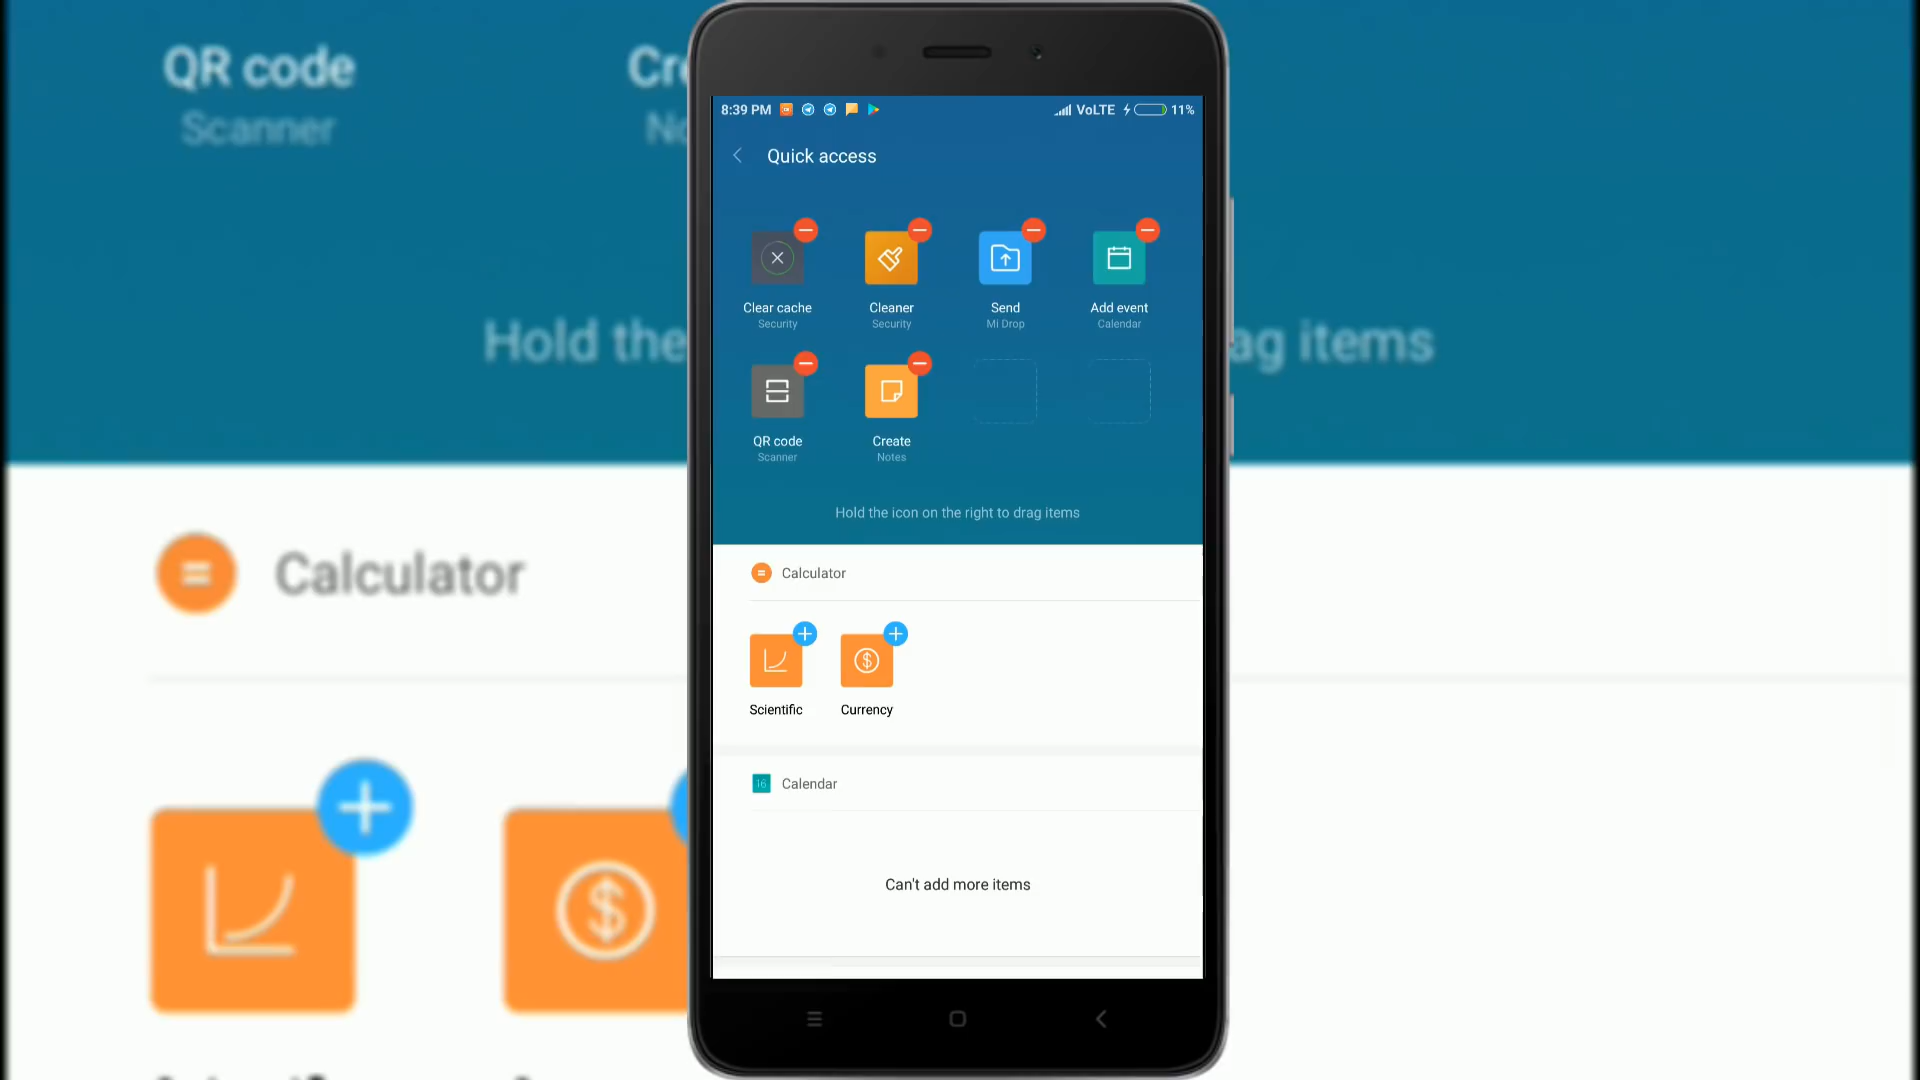 QR code
Scanner
Hold the
ag items
Calculator
8:39 PM
VoLTE
11%
Quick access
Clear cache
Security
Cleaner
Security
Send
Mi Drop
Add event
Calendar
QR code
Scanner
Create
Notes
Hold the icon on the right to drag items
Calculator
Scientific
Currency
16
Calendar
Can't add more items